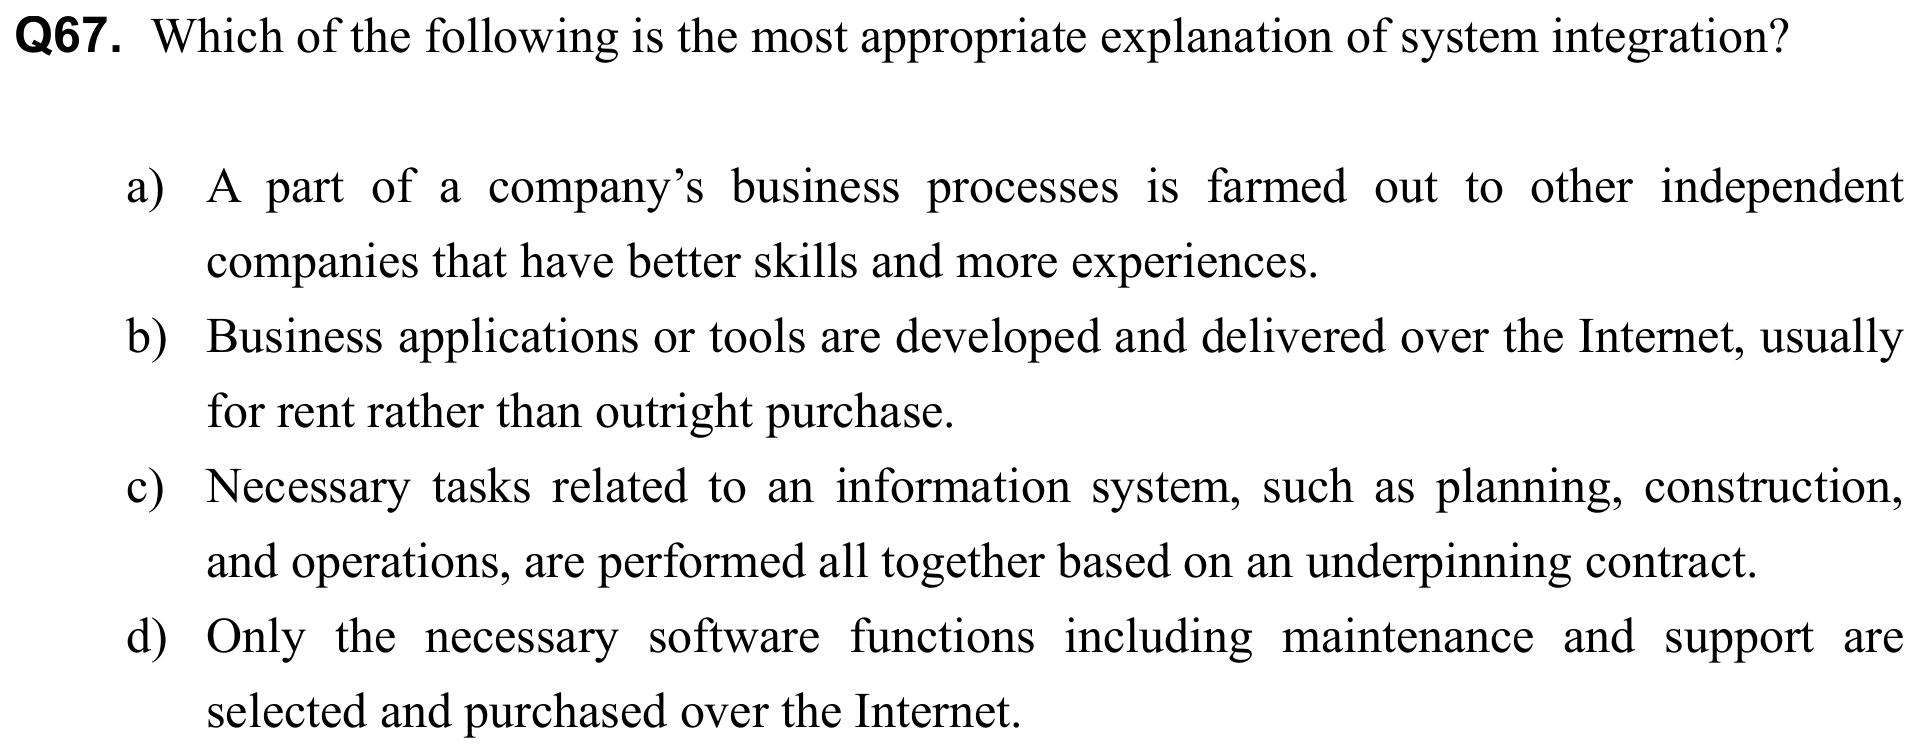 Q67. Which of the following is the most appropriate explanation of system integration?
a) A part of a company’s business processes is farmed out to other independent
companies that have better skills and more experiences.
b) Business applications or tools are developed and delivered over the Internet, usually
for rent rather than outright purchase.
c) Necessary tasks related to an information system, such as planning, construction,
and operations, are performed all together based on an underpinning contract.
d) Only the necessary software functions including maintenance and support are
selected and purchased over the Internet.